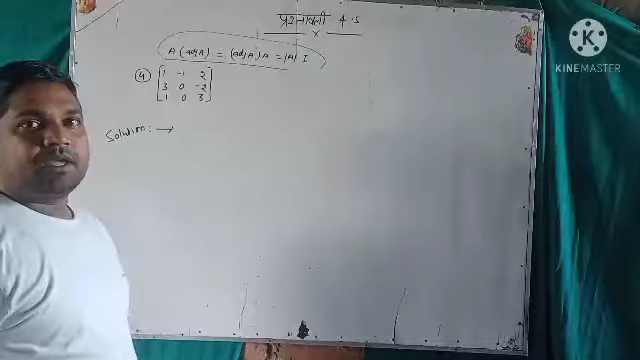 प्रश्नावली 4.5
A (adj A) = (adj A) A = |A| I
④ [1 -1 2
3 0 -2
1 0 3]
Solution: →
KINEMASTER